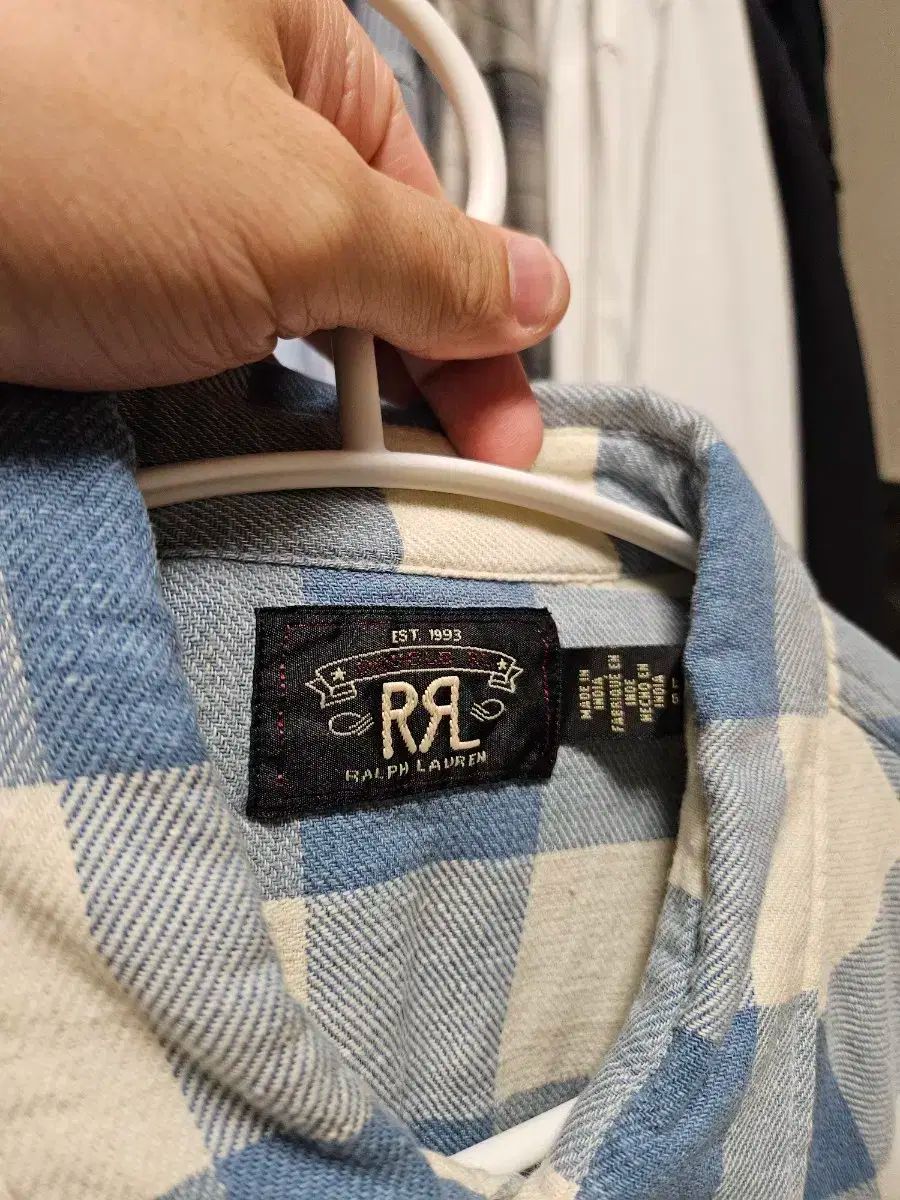 EST. 1993
RRL
RALPH LAUREN
MADE IN
INDIA
FABRIQUÉ EN
INDE
HECHO EN
INDIA